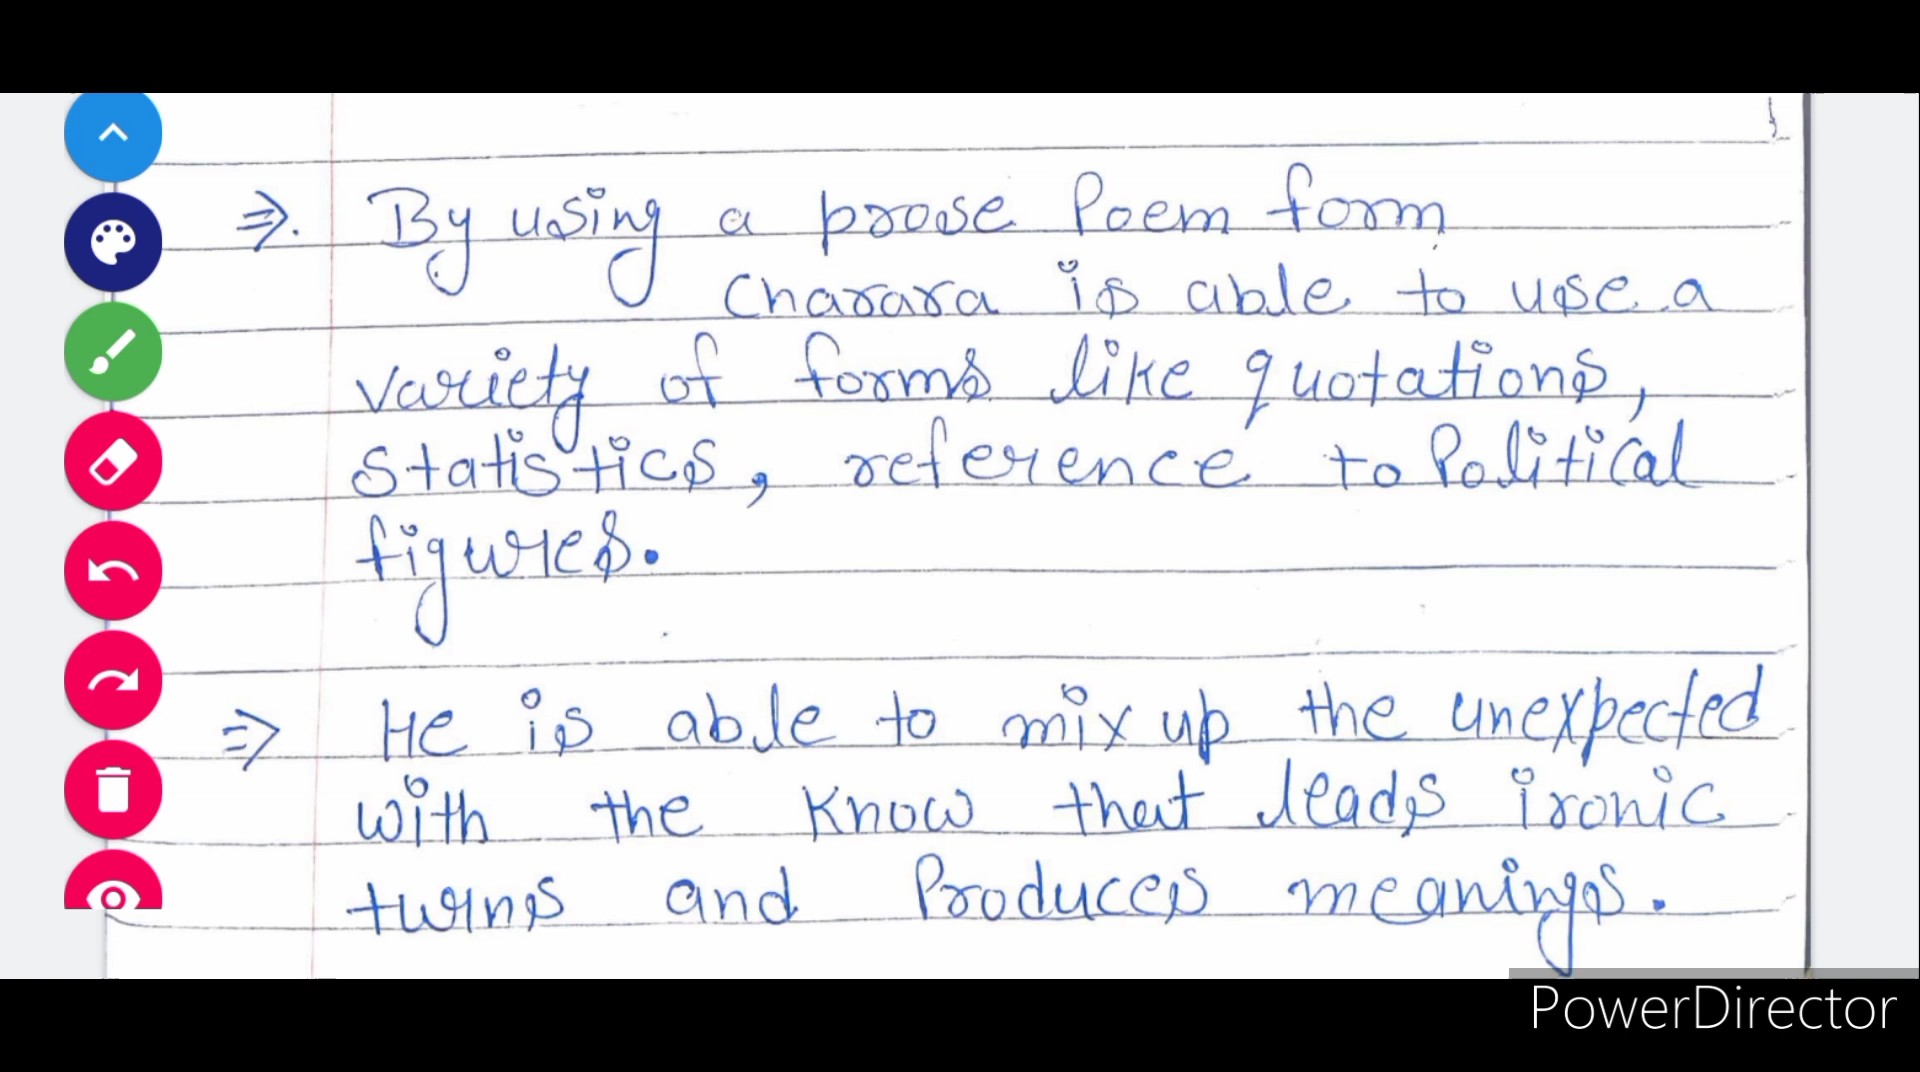 ⇒. By using a prose Poem form
Charara is able to use a
variety of forms like quotations,
statistics, reference to Political
figures.
⇒ He is able to mix up the unexpected
with the know that leads ironic
turns and Produces meanings.
PowerDirector